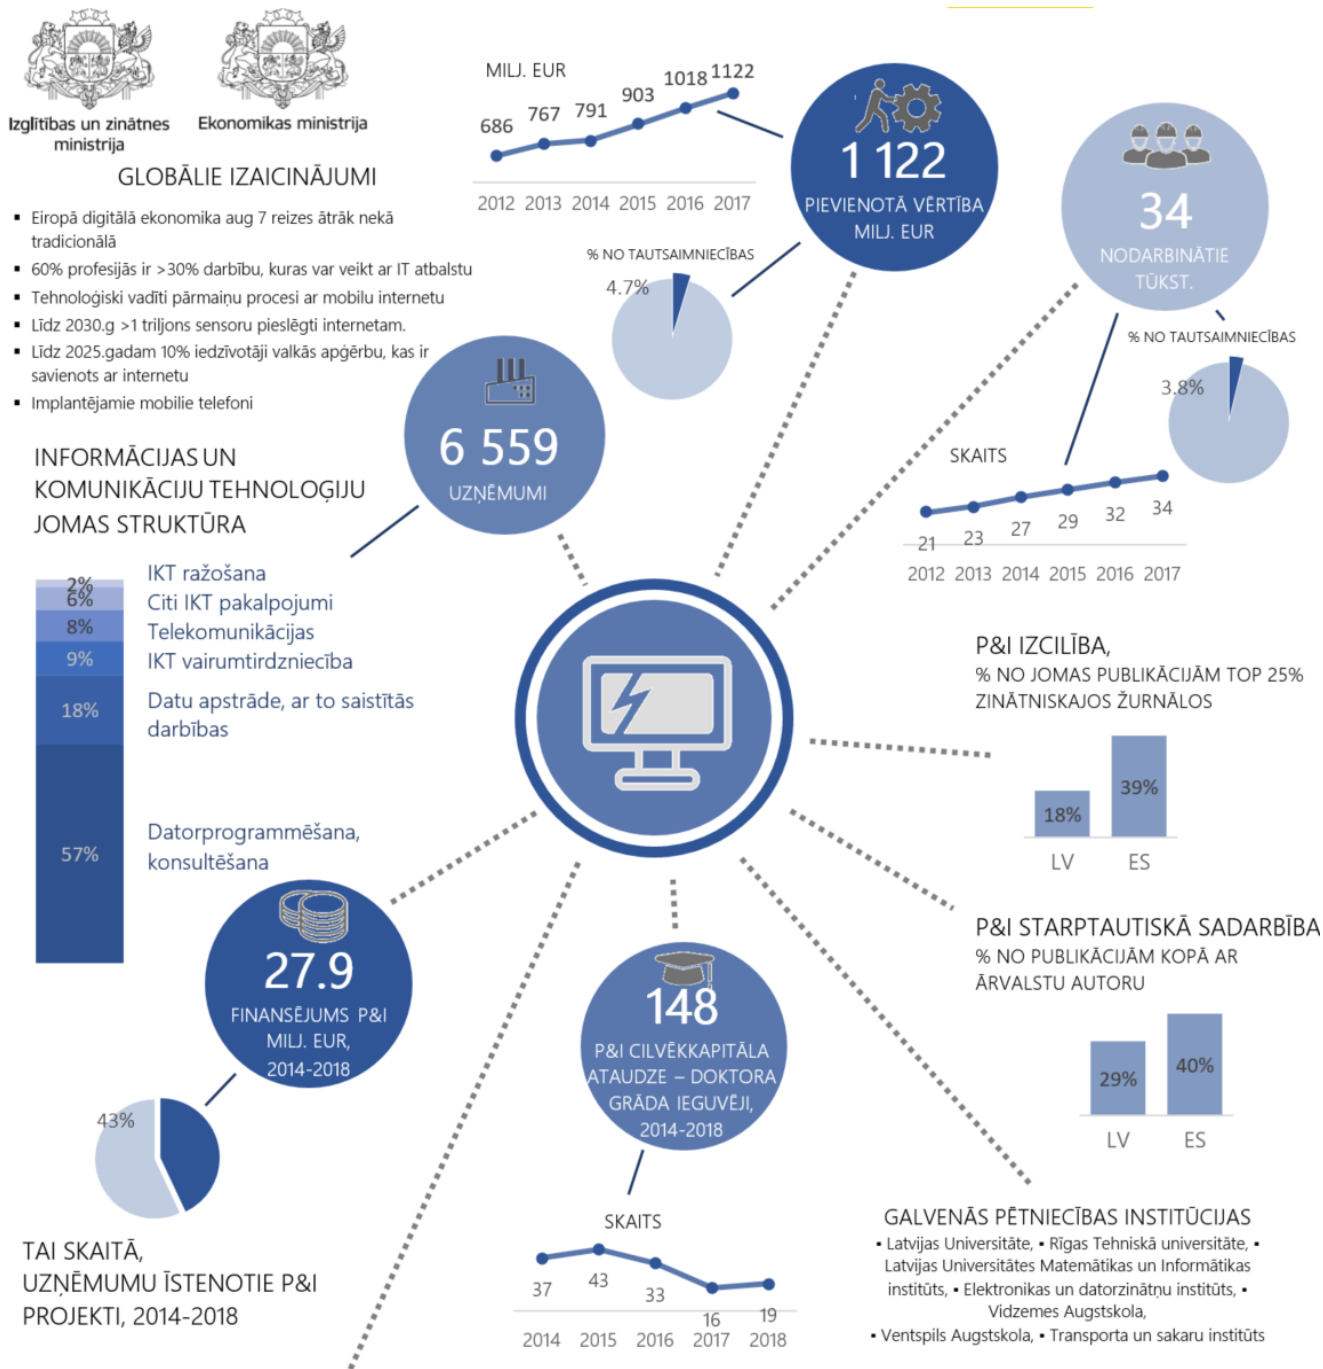 Izglītības un zinātnes
ministrija
Ekonomikas ministrija
GLOBĀLIE IZAICINĀJUMI
▪ Eiropā digitālā ekonomika aug 7 reizes ātrāk nekā
tradicionālā
▪ 60% profesijās ir >30% darbību, kuras var veikt ar IT atbalstu
▪ Tehnoloģiski vadīti pārmaiņu procesi ar mobilu internetu
▪ Līdz 2030.g >1 triljons sensoru pieslēgti internetam.
▪ Līdz 2025.gadam 10% iedzīvotāji valkās apģērbu, kas ir
savienots ar internetu
▪ Implantējamie mobilie telefoni
MILJ. EUR
686 767 791 903 1018 1122
2012 2013 2014 2015 2016 2017
1 122
PIEVIENOTĀ VĒRTĪBA
MILJ. EUR
% NO TAUTSAIMNIECĪBAS
4.7%
34
NODARBINĀTIE
TŪKST.
% NO TAUTSAIMNIECĪBAS
3.8%
SKAITS
21 23 27 29 32 34
2012 2013 2014 2015 2016 2017
6 559
UZŅĒMUMI
INFORMĀCIJAS UN
KOMUNIKĀCIJU TEHNOLOĢIJU
JOMAS STRUKTŪRA
2% IKT ražošana
6% Citi IKT pakalpojumi
8% Telekomunikācijas
9% IKT vairumtirdzniecība
18% Datu apstrāde, ar to saistītās
darbības
57% Datorprogrammēšana,
konsultēšana
P&I IZCILĪBA,
% NO JOMAS PUBLIKĀCIJĀM TOP 25%
ZINĀTNISKAJOS ŽURNĀLOS
18% 39%
LV ES
P&I STARPTAUTISKĀ SADARBĪBA
% NO PUBLIKĀCIJĀM KOPĀ AR
ĀRVALSTU AUTORU
29% 40%
LV ES
27.9
FINANSĒJUMS P&I
MILJ. EUR,
2014-2018
43%
TAI SKAITĀ,
UZŅĒMUMU ĪSTENOTIE P&I
PROJEKTI, 2014-2018
148
P&I CILVĒKKAPITĀLA
ATAUDZE – DOKTORA
GRĀDA IEGUVĒJI,
2014-2018
SKAITS
37 43 33 16 19
2014 2015 2016 2017 2018
GALVENĀS PĒTNIECĪBAS INSTITŪCIJAS
▪ Latvijas Universitāte, ▪ Rīgas Tehniskā universitāte, ▪
Latvijas Universitātes Matemātikas un Informātikas
institūts, ▪ Elektronikas un datorzinātņu institūts, ▪
Vidzemes Augstskola,
▪ Ventspils Augstskola, ▪ Transporta un sakaru institūts